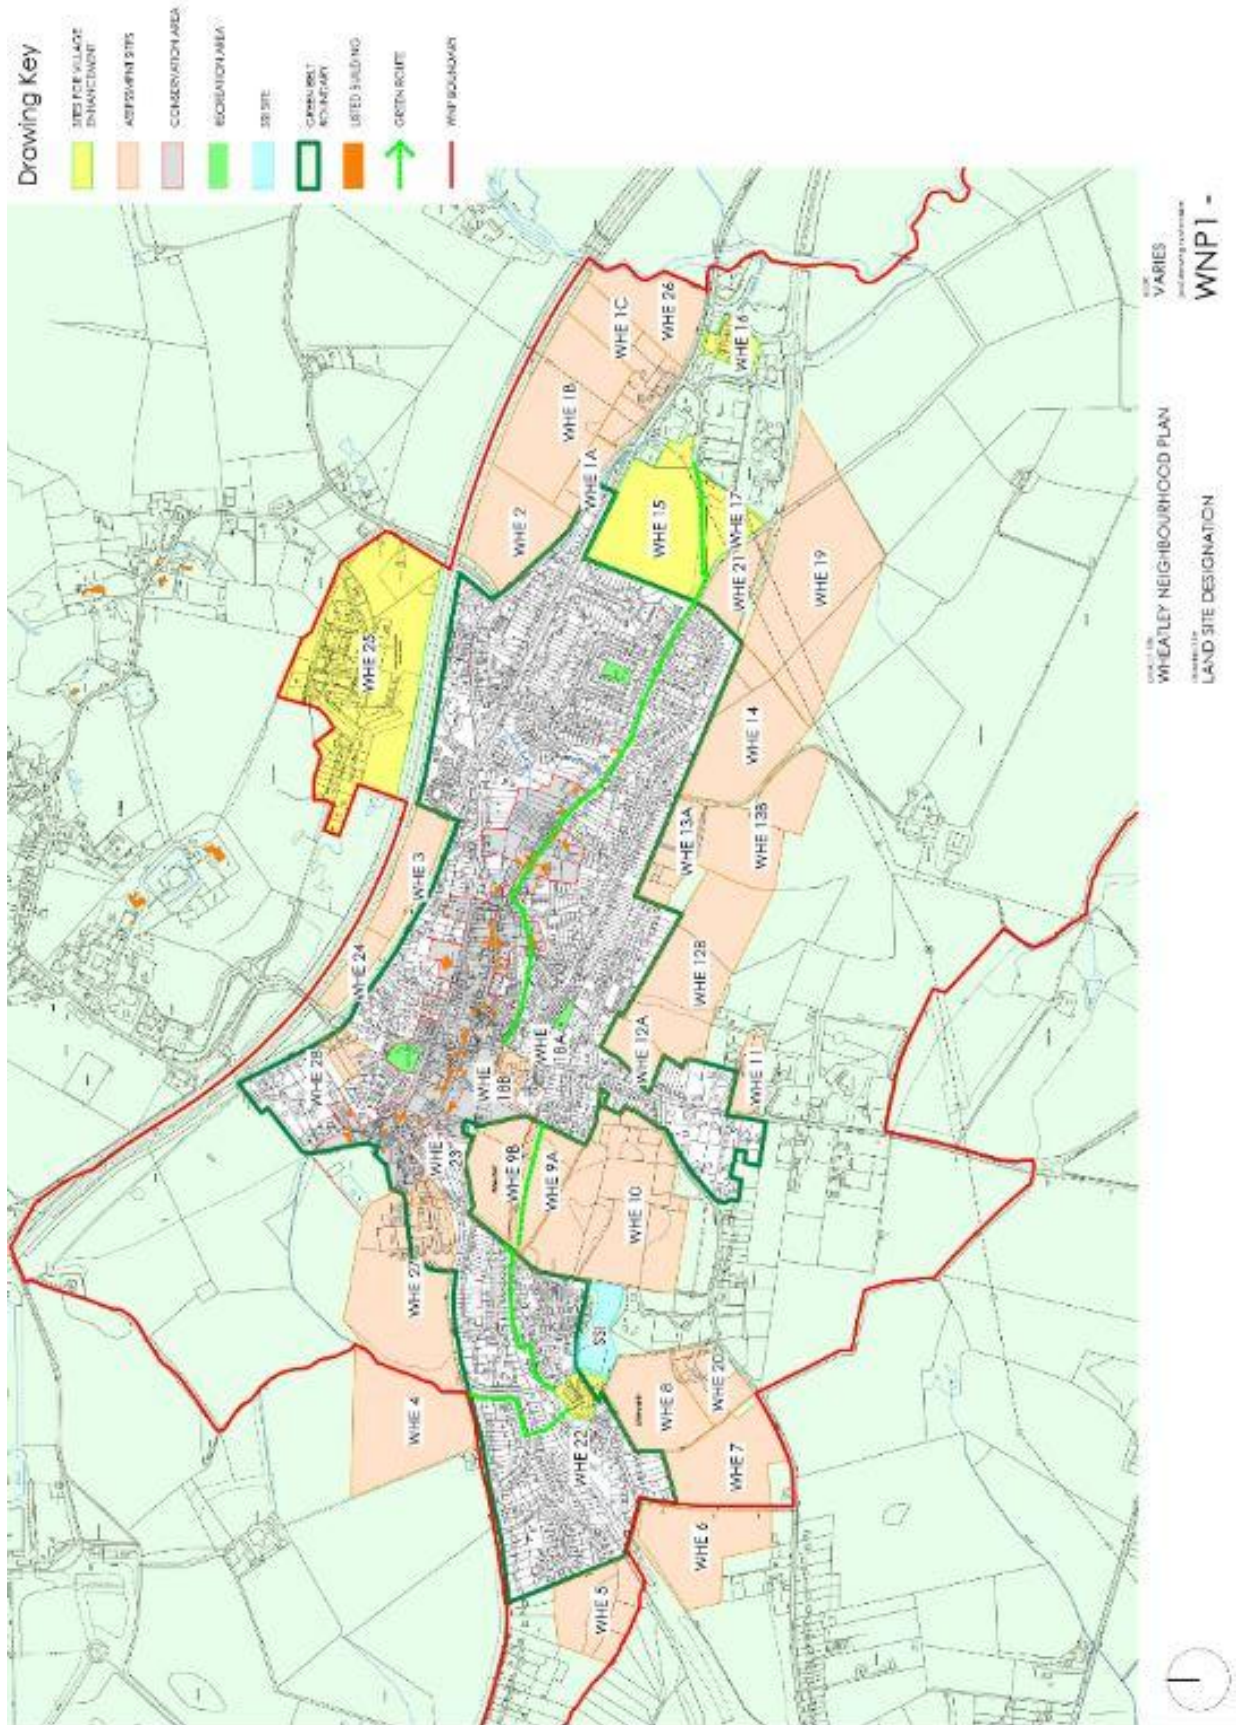 Drawing Key
SITES FOR VILLAGE
ENHANCEMENT
ASSESSMENT SITES
CONSERVATION AREA
RECREATION AREA
SSI SITE
GREEN BELT
BOUNDARY
LISTED BUILDING
GREEN ROUTE
WNP BOUNDARY
WHE 25
WHE 1C
WHE 26
WHE 1B
WHE 1A
WHE 2
WHE 16
WHE 15
WHE 17
WHE 21
WHE 19
WHE 14
WHE 3
WHE 24
WHE 28
WHE 13A
WHE 13B
WHE 12B
WHE 12A
WHE 11
WHE
18A
WHE
18B
WHE
23
WHE 9B
WHE 9A
WHE 10
WHE 27
WHE 4
SSI
WHE 22
WHE 8
WHE 20
WHE 7
WHE 6
WHE 5
WHEATLEY NEIGHBOURHOOD PLAN
LAND SITE DESIGNATION
VARIES
WNP1 -